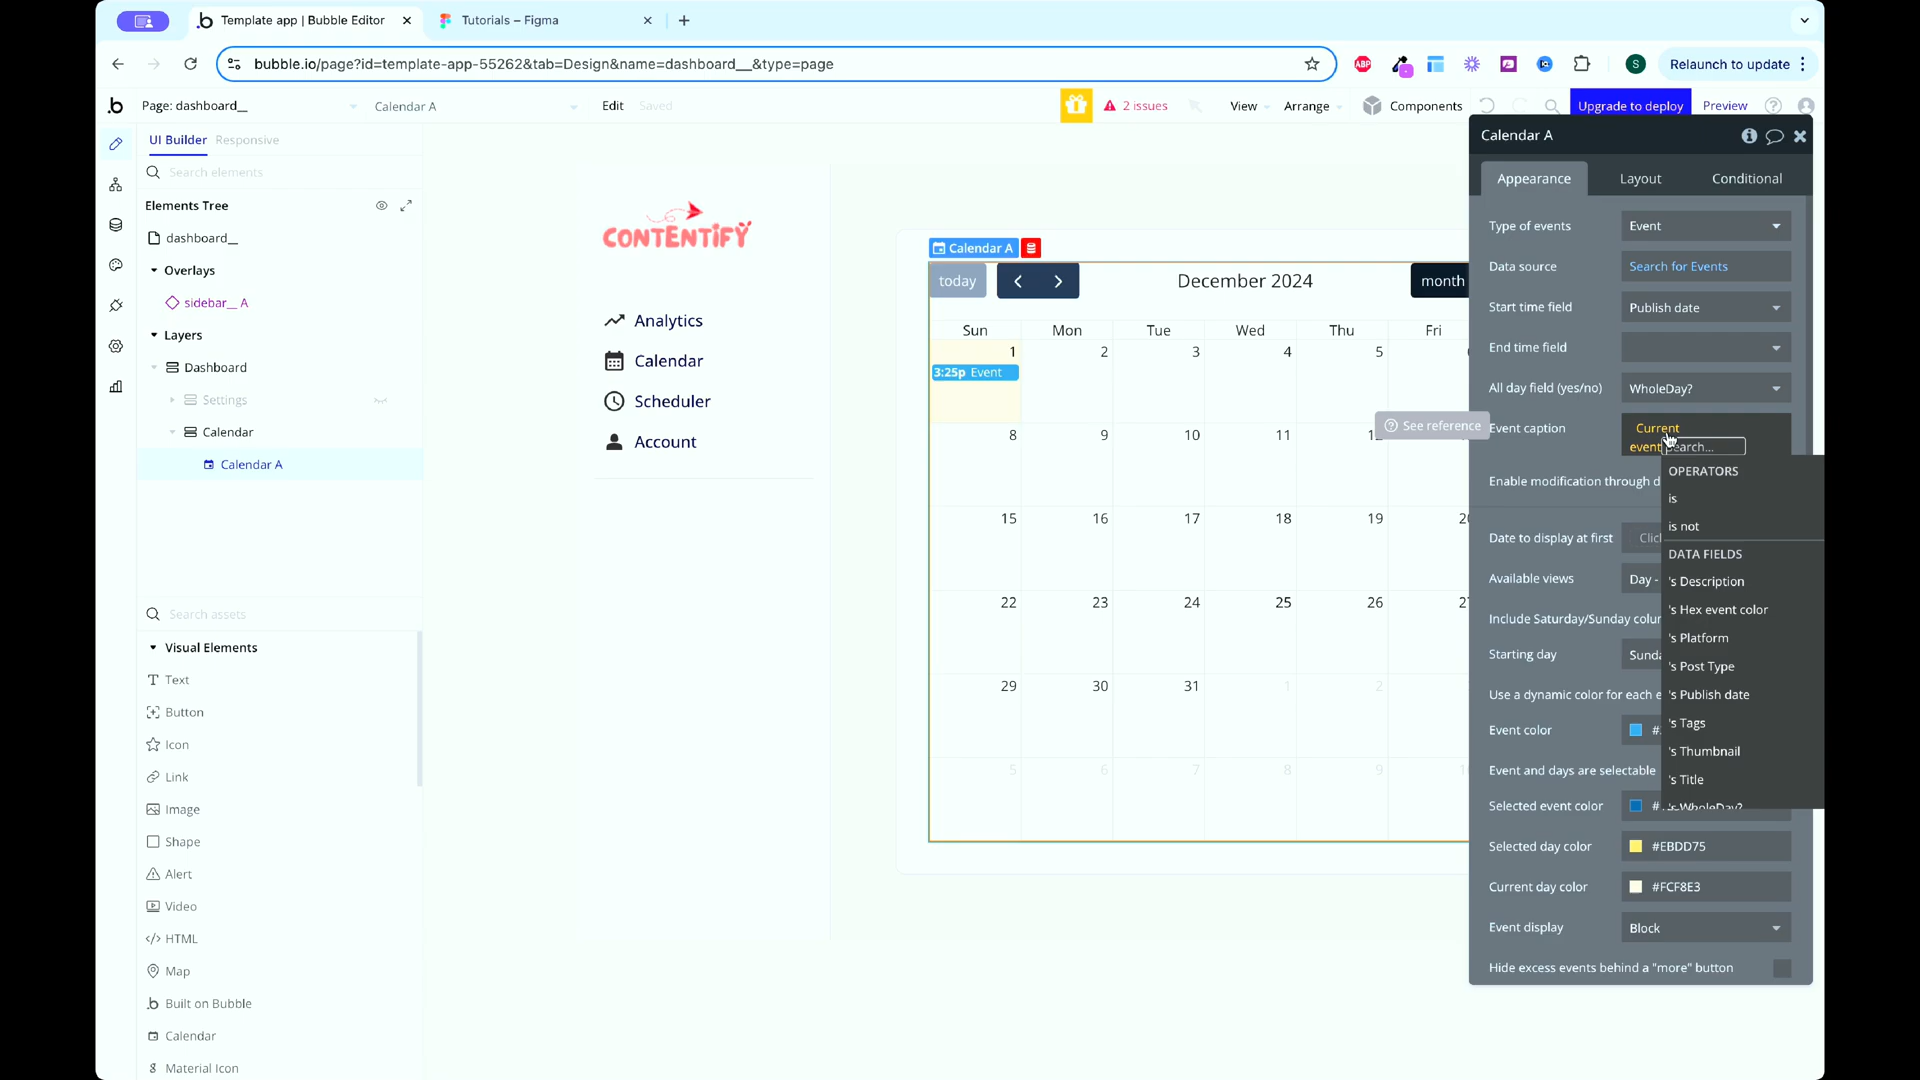 Template app | Bubble Editor
Tutorials – Figma
bubble.io/page?id=template-app-55262&tab=Design&name=dashboard__&type=page
ABP
S
Relaunch to update
Page: dashboard__
Calendar A
Edit
Saved
2 issues
View
Arrange
Components
Upgrade to deploy
Preview
UI Builder
Responsive
Search elements
Elements Tree
dashboard__
Overlays
sidebar__ A
Layers
Dashboard
Settings
Calendar
Calendar A
Search assets
Visual Elements
Text
Button
Icon
Link
Image
Shape
Alert
Video
HTML
Map
Built on Bubble
Calendar
Material Icon
CONTENTIFY
Analytics
Calendar
Scheduler
Account
Calendar A
today
December 2024
month
Sun Mon Tue Wed Thu Fri
1 2 3 4 5
3:25p Event
8 9 10 11
15 16 17 18 19
22 23 24 25 26
29 30 31 1 2
5 6 7 8 9
See reference
Calendar A
Appearance
Layout
Conditional
Type of events
Event
Data source
Search for Events
Start time field
Publish date
End time field
All day field (yes/no)
WholeDay?
Event caption
Current
event
OPERATORS
is
is not
DATA FIELDS
's Description
's Hex event color
's Platform
's Post Type
's Publish date
's Tags
's Thumbnail
's Title
's WholeDay?
Enable modification through d
Date to display at first
Clic
Available views
Day -
Include Saturday/Sunday colu
Starting day
Sunda
Use a dynamic color for each e
Event color
#
Event and days are selectable
Selected event color
#
Selected day color
#EBDD75
Current day color
#FCF8E3
Event display
Block
Hide excess events behind a "more" button